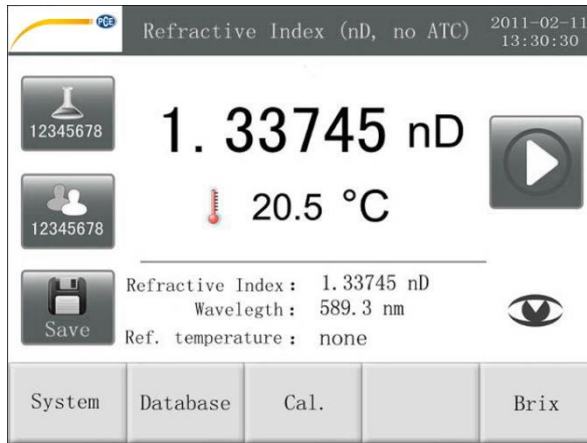 PCE
Refractive Index (nD, no ATC)
2011-02-11
13:30:30
12345678
1.33745 nD
20.5 °C
12345678
Refractive Index: 1.33745 nD
Wavelegth: 589.3 nm
Ref. temperature: none
Save
System
Database
Cal.
Brix